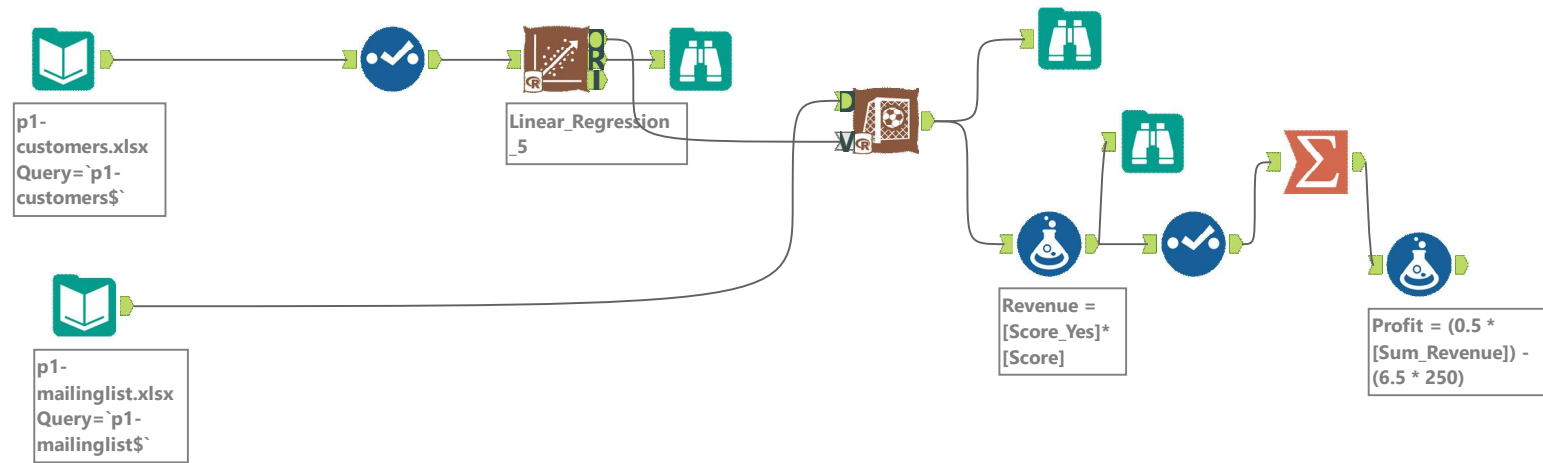 p1-
customers.xlsx
Query=`p1-
customers$`
O
R
I
R
Linear_Regression
_5
D
V
R
p1-
mailinglist.xlsx
Query=`p1-
mailinglist$`
Σ
Revenue =
[Score_Yes]*
[Score]
Profit = (0.5 *
[Sum_Revenue]) -
(6.5 * 250)